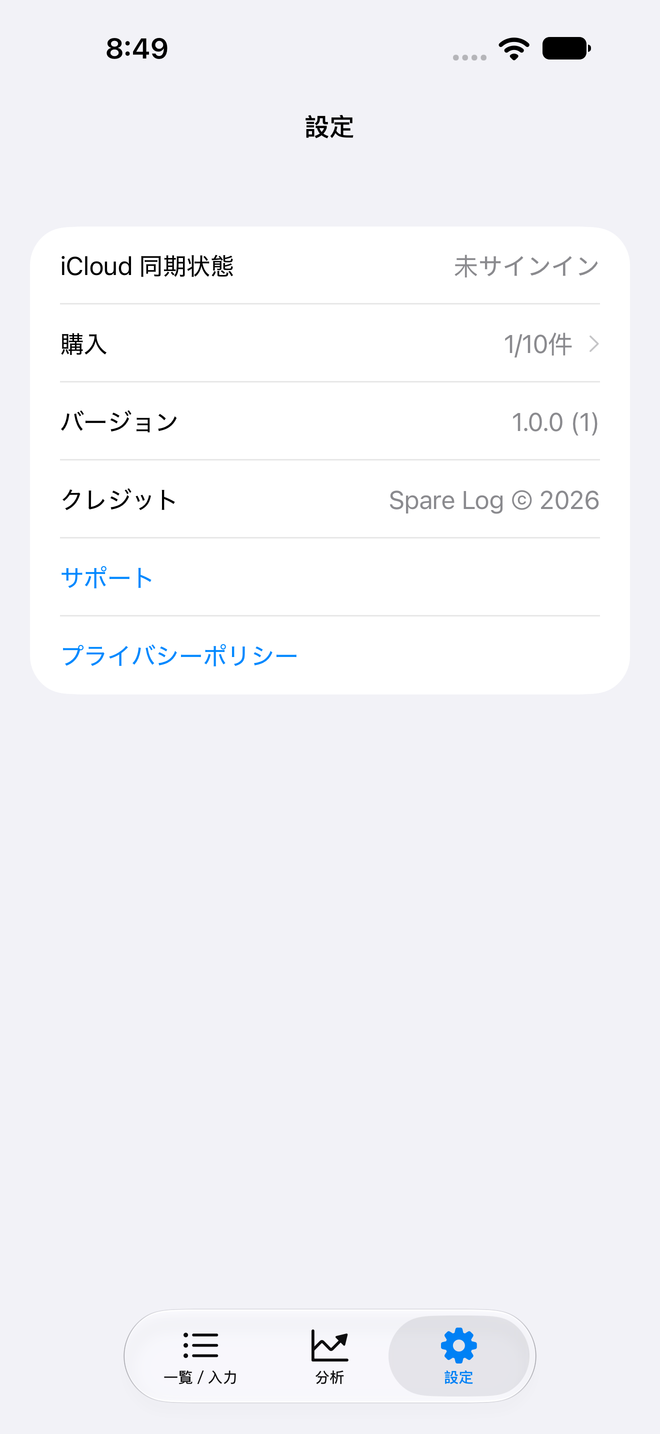 8:49
設定
iCloud 同期状態 未サインイン
購入 1/10件
バージョン 1.0.0 (1)
クレジット Spare Log © 2026
サポート
プライバシーポリシー
一覧 / 入力 分析 設定